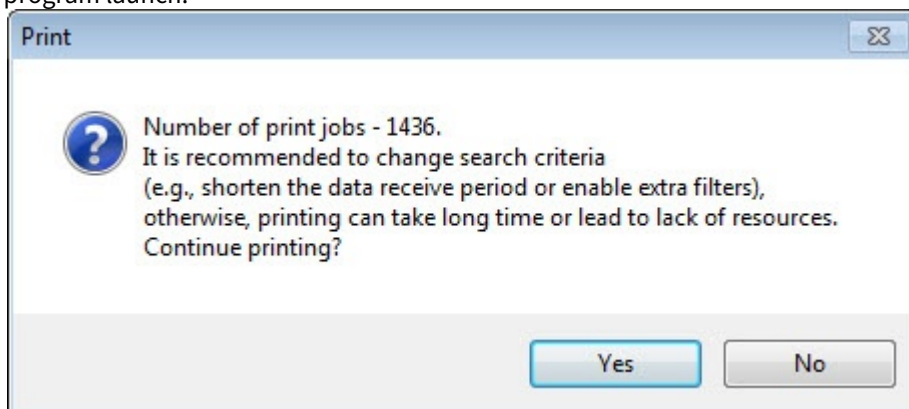 program launch.
Print
Number of print jobs - 1436.
It is recommended to change search criteria
(e.g., shorten the data receive period or enable extra filters),
otherwise, printing can take long time or lead to lack of resources.
Continue printing?
Yes
No